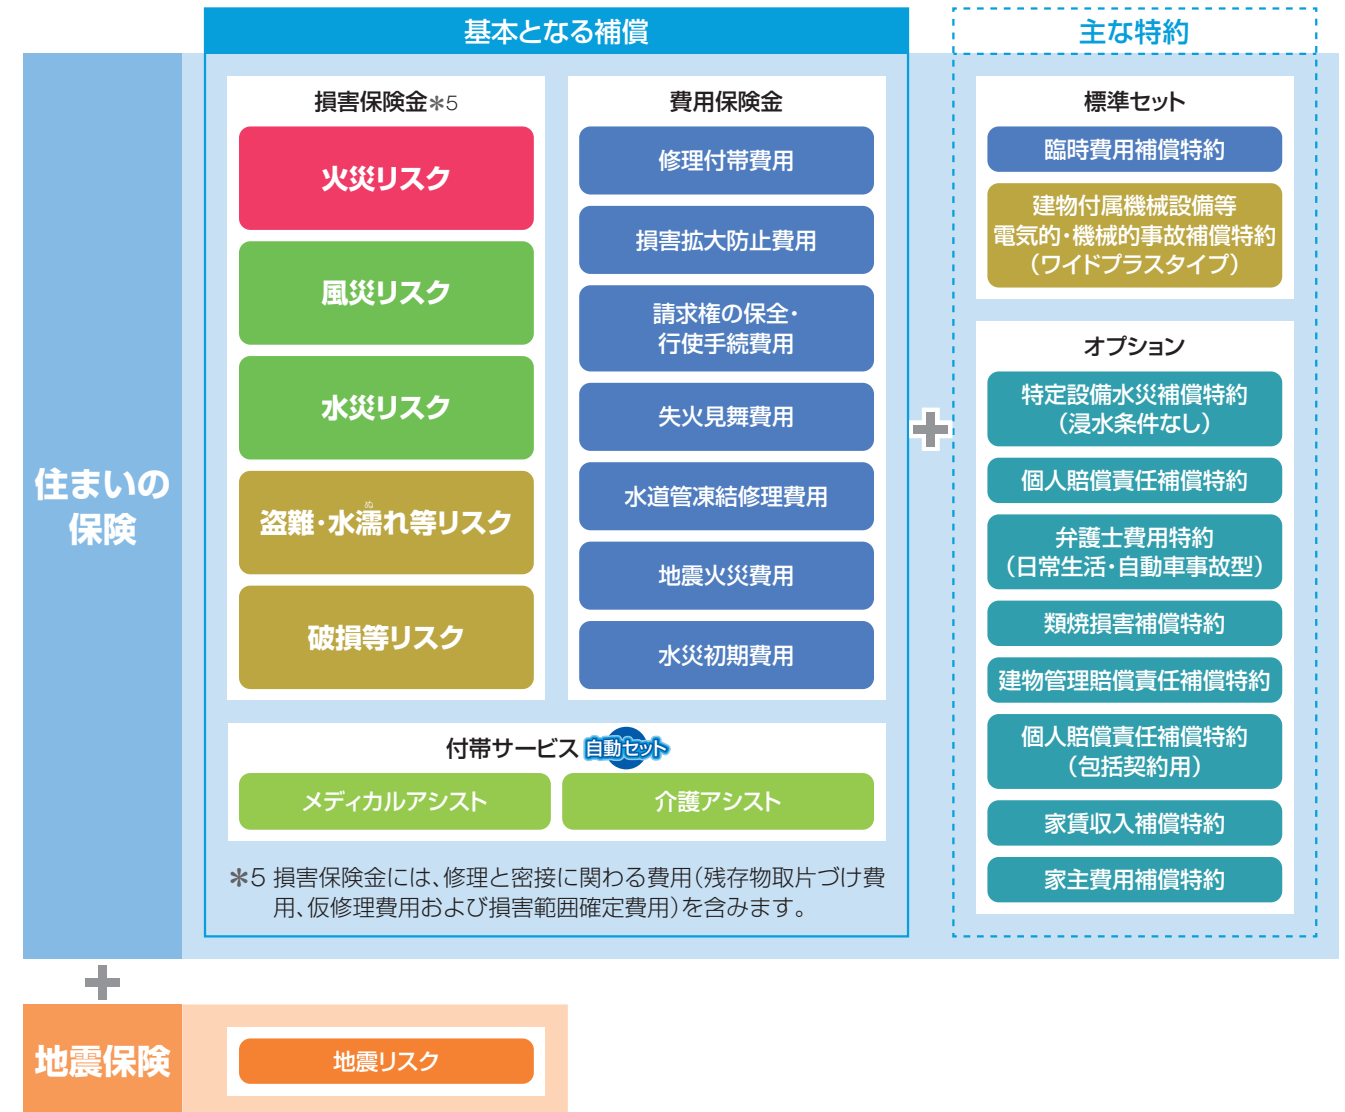 基本となる補償
主な特約
住まいの
保険
損害保険金＊5
火災リスク
風災リスク
水災リスク
ぬ
盗難・水濡れ等リスク
破損等リスク
費用保険金
修理付帯費用
損害拡大防止費用
請求権の保全・
行使手続費用
失火見舞費用
水道管凍結修理費用
地震火災費用
水災初期費用
付帯サービス 自動セット
メディカルアシスト
介護アシスト
＊5 損害保険金には、修理と密接に関わる費用（残存物取片づけ費
用、仮修理費用および損害範囲確定費用）を含みます。
標準セット
臨時費用補償特約
建物付属機械設備等
電気的・機械的事故補償特約
（ワイドプラスタイプ）
オプション
特定設備水災補償特約
（浸水条件なし）
個人賠償責任補償特約
弁護士費用特約
（日常生活・自動車事故型）
類焼損害補償特約
建物管理賠償責任補償特約
個人賠償責任補償特約
（包括契約用）
家賃収入補償特約
家主費用補償特約
地震保険
地震リスク